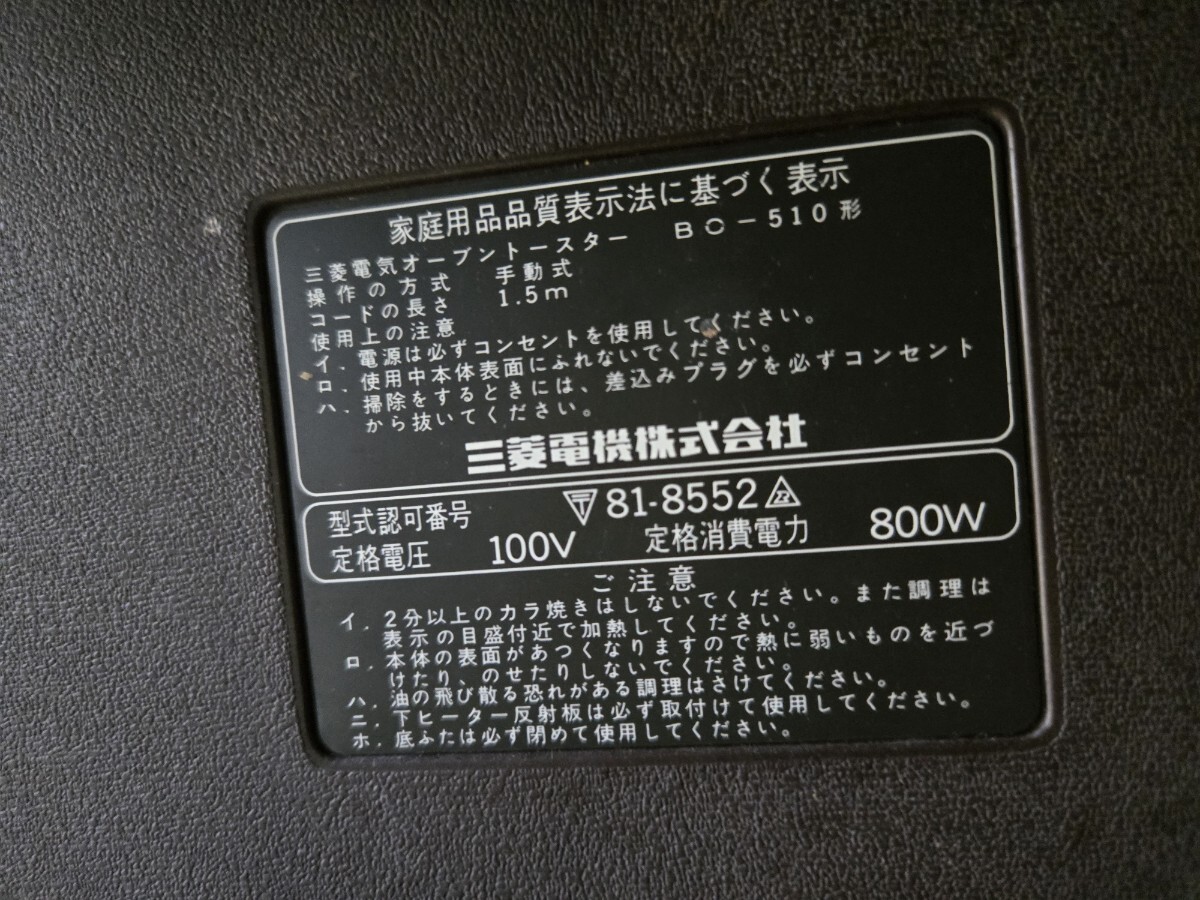 家庭用品品質表示法に基づく表示
三菱電気オーブントースター BO-510形
操作の方式 手動式
コードの長さ 1.5m
使用上の注意
イ. 電源は必ずコンセントを使用してください。
ロ. 使用中本体表面にふれないでください。
ハ. 掃除をするときには、差込みプラグを必ずコンセント
から抜いてください。
三菱電機株式会社
型式認可番号 〒81-8552
定格電圧 100V 定格消費電力 800W
ご注意
イ. 2分以上のカラ焼きはしないでください。また調理は
表示の目盛付近で加熱してください。
ロ. 本体の表面があつくなりますので熱に弱いものを近づ
けたり、のせたりしないでください。
ハ. 油の飛び散る恐れがある調理はさけてください。
ニ. 下ヒーター反射板は必ず取付けて使用してください。
ホ. 底ふたは必ず閉めて使用してください。